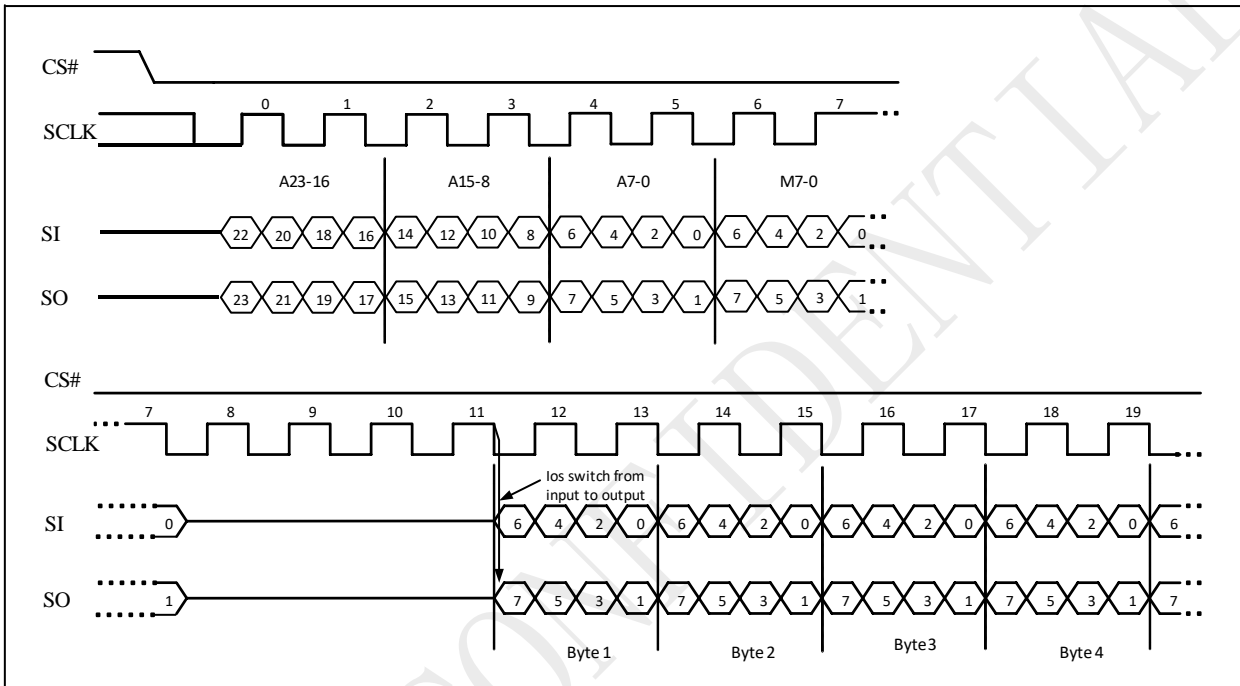 CS#
0 1 2 3 4 5 6 7
SCLK
A23-16 A15-8 A7-0 M7-0
SI 22 20 18 16 14 12 10 8 6 4 2 0 6 4 2 0
SO 23 21 19 17 15 13 11 9 7 5 3 1 7 5 3 1
CS#
7 8 9 10 11 12 13 14 15 16 17 18 19
SCLK
Ios switch from
input to output
SI 0 6 4 2 0 6 4 2 0 6 4 2 0 6 4 2 0 6
SO 1 7 5 3 1 7 5 3 1 7 5 3 1 7 5 3 1 7
Byte 1 Byte 2 Byte 3 Byte 4
ONFIDENTIAL